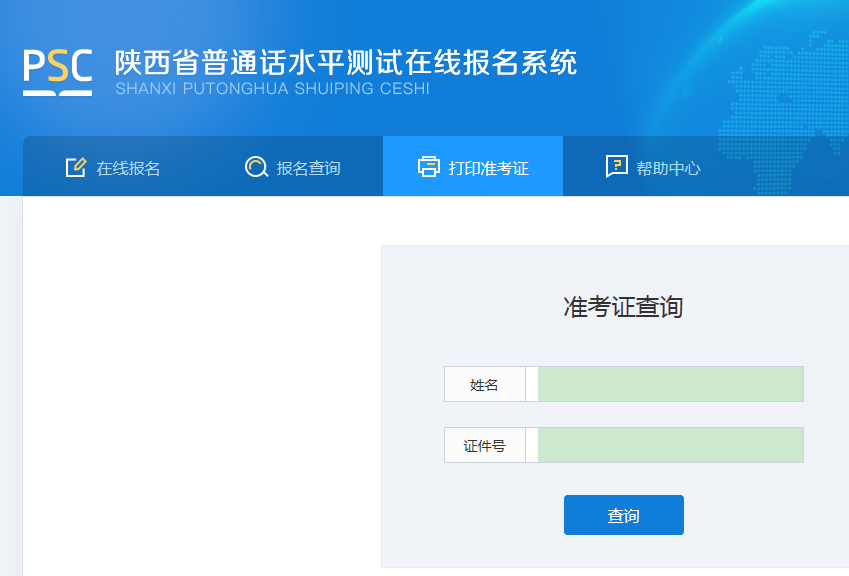 PSC
陕西省普通话水平测试在线报名系统
SHANXI PUTONGHUA SHUIPING CESHI
在线报名 报名查询 打印准考证 帮助中心
准考证查询
姓名
证件号
查询